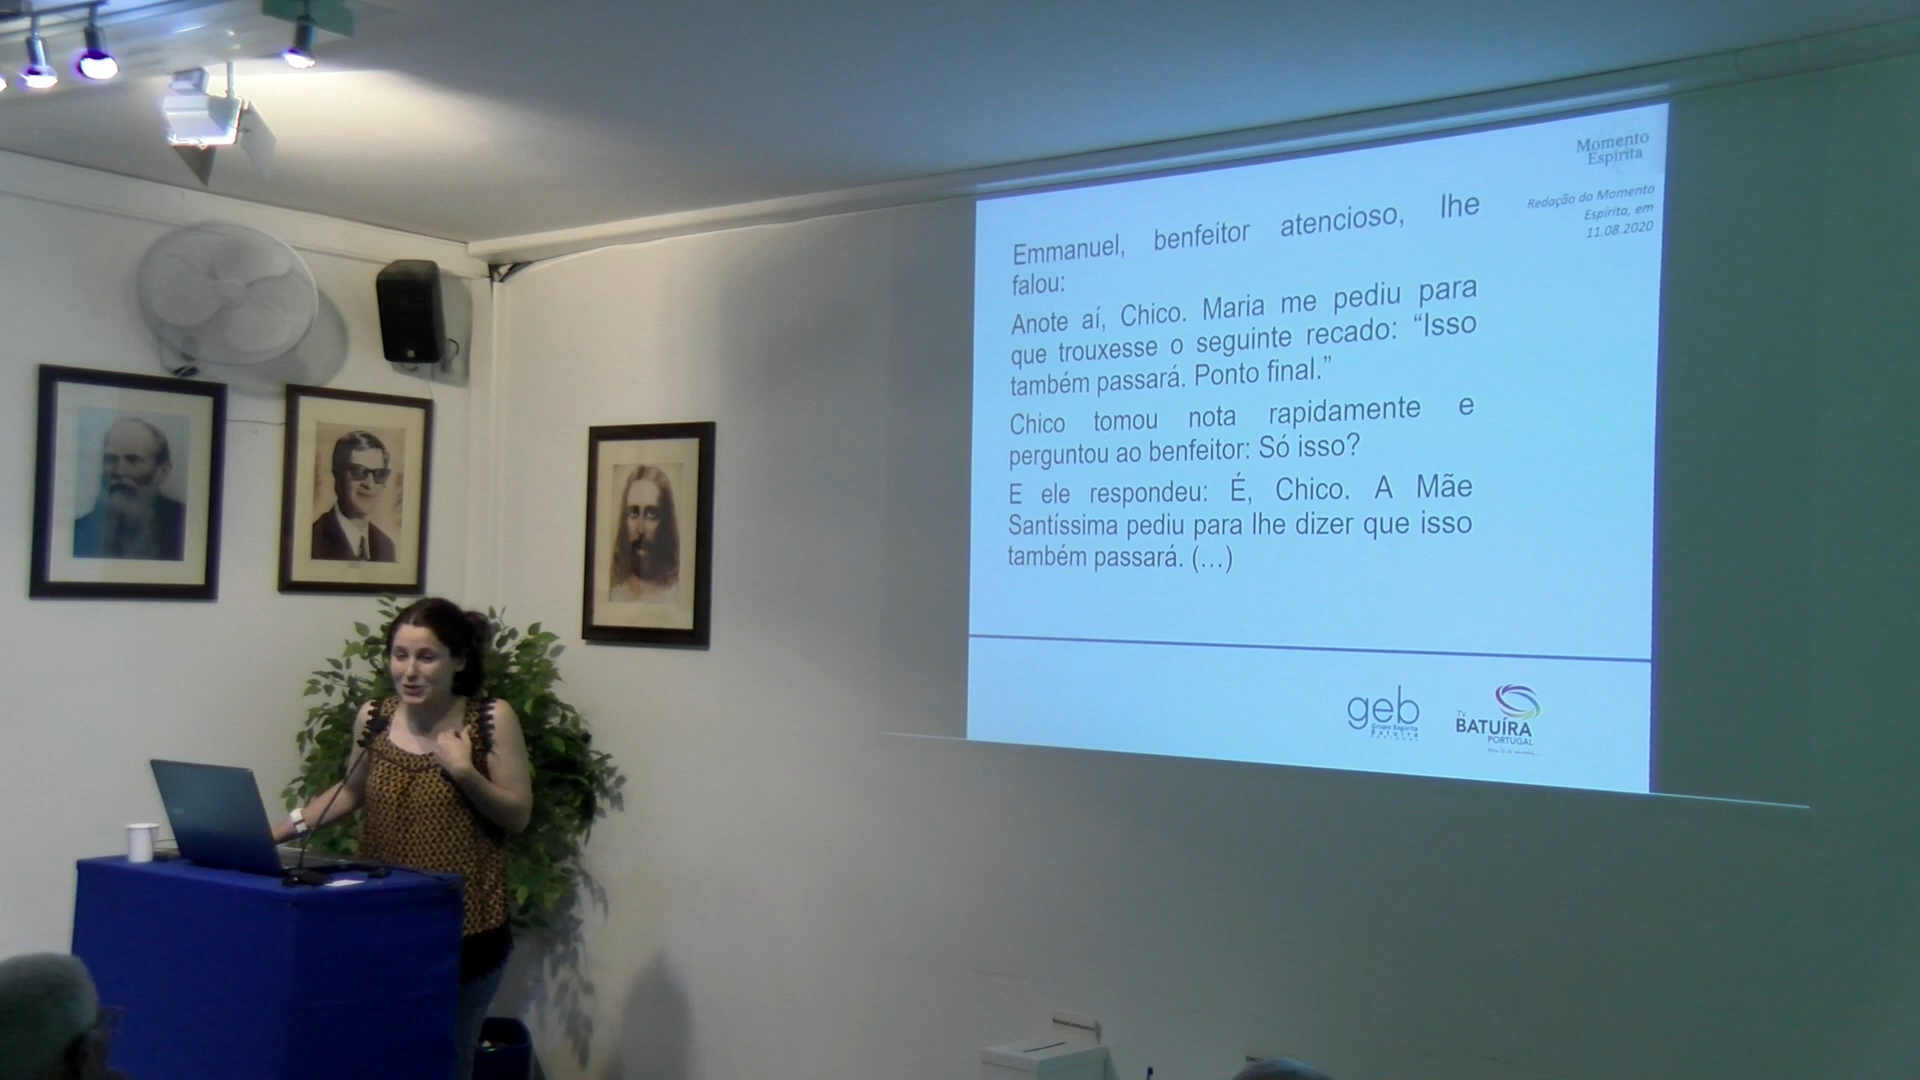 Momento
Espírita
Redação do Momento
Espírita, em
11.08.2020
Emmanuel, benfeitor atencioso, lhe
falou:
Anote aí, Chico. Maria me pediu para
que trouxesse o seguinte recado: “Isso
também passará. Ponto final.”
Chico tomou nota rapidamente e
perguntou ao benfeitor: Só isso?
E ele respondeu: É, Chico. A Mãe
Santíssima pediu para lhe dizer que isso
também passará. (…)
geb
Grupo Espírita
Batuíra
TV
BATUÍRA
PORTUGAL